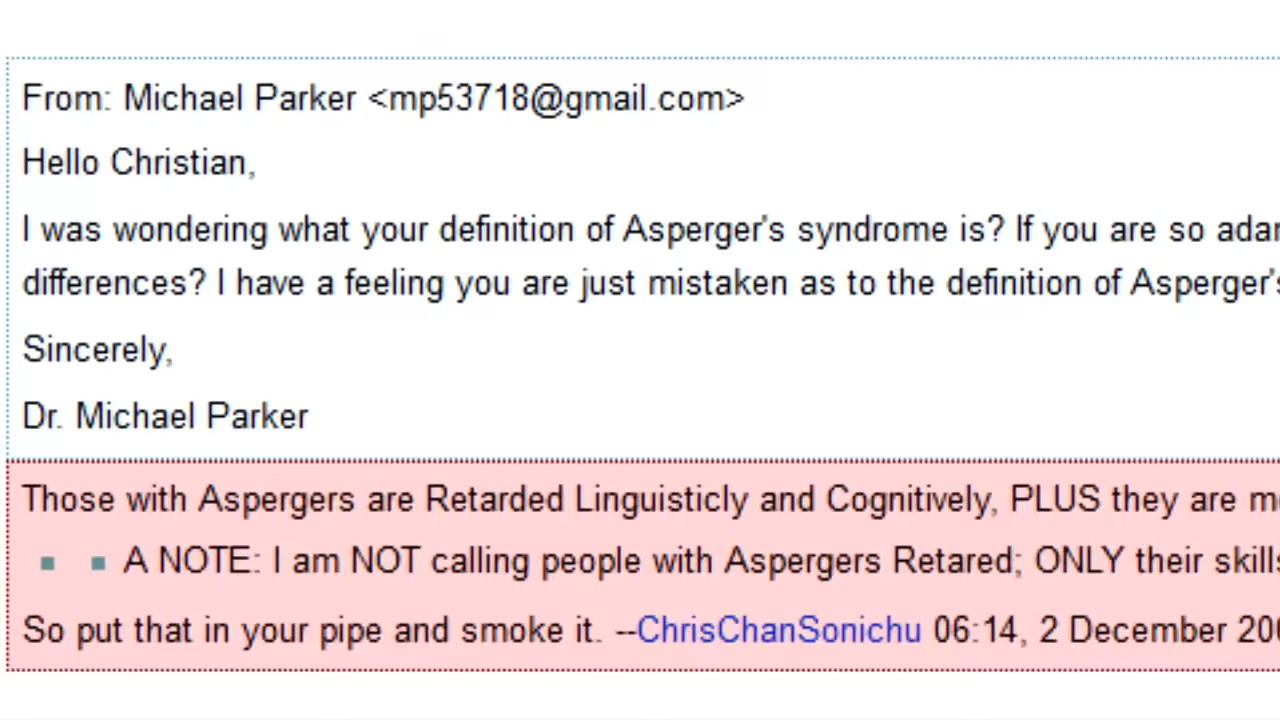 From: Michael Parker <mp53718@gmail.com>
Hello Christian,
I was wondering what your definition of Asperger's syndrome is? If you are so
differences? I have a feeling you are just mistaken as to the definition of Asperger's
Sincerely,
Dr. Michael Parker
Those with Aspergers are Retarded Linguisticly and Cognitively, PLUS they are
A NOTE: I am NOT calling people with Aspergers Retared; ONLY their skills
So put that in your pipe and smoke it. --ChrisChanSonichu 06:14, 2 December